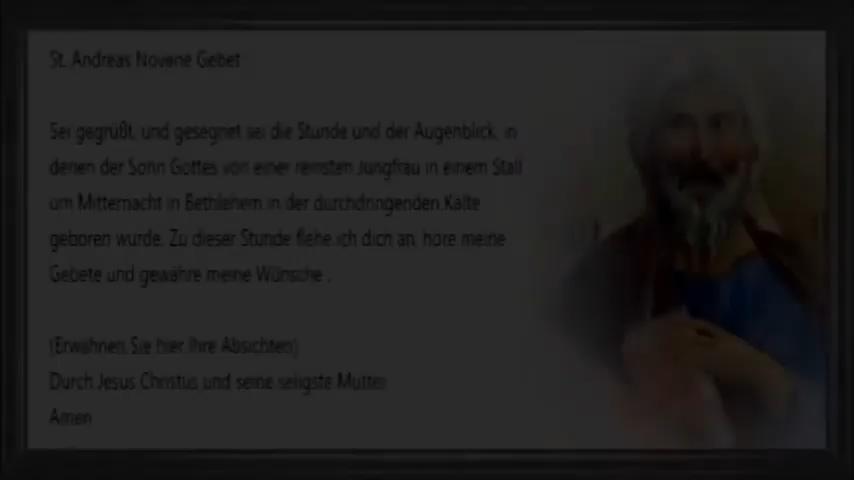 St. Andreas Novene Gebet
Sei gegrüßt, und gesegnet sei die Stunde und der Augenblick, in
denen der Sohn Gottes von einer reinsten Jungfrau in einem Stall
um Mitternacht in Bethlehem in der durchdringenden Kälte
geboren wurde. Zu dieser Stunde flehe ich dich an, höre meine
Gebete und gewähre meine Wünsche .
(Erwähnen Sie hier Ihre Absichten)
Durch Jesus Christus und seine seligste Mutter
Amen